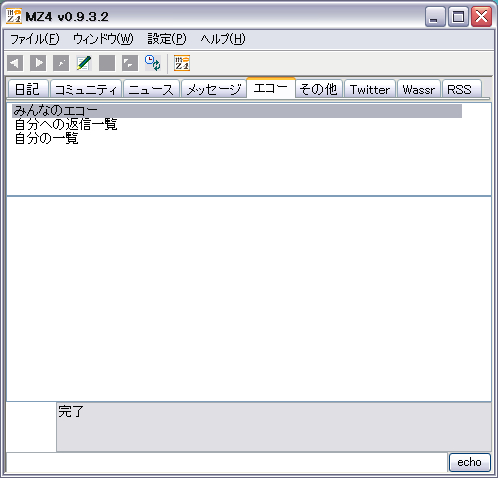 MZ4 v0.9.3.2
ファイル(F) ウィンドウ(W) 設定(P) ヘルプ(H)
日記 コミュニティ ニュース メッセージ エコー その他 Twitter Wassr RSS
みんなのエコー
自分への返信一覧
自分の一覧
完了
echo